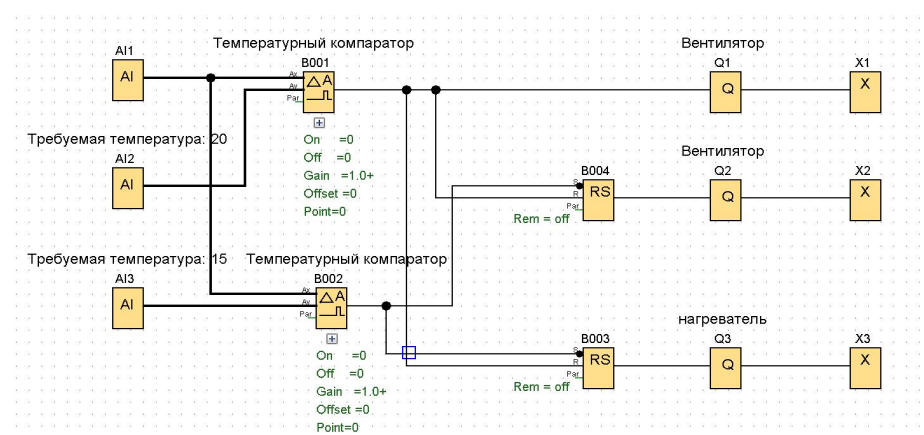 Температурный компаратор
Вентилятор
AI1
B001
Q1
X1
AI
Ax
Ay
Par
ΔA
Q
X
Требуемая температура: 20
On =0
Off =0
Gain =1.0+
Offset =0
Point=0
AI2
AI
Вентилятор
B004
Q2
X2
S
R
Par
RS
Q
X
Rem = off
Требуемая температура: 15
Температурный компаратор
AI3
B002
AI
Ax
Ay
Par
ΔA
нагреватель
B003
Q3
X3
S
R
Par
RS
Q
X
Rem = off
On =0
Off =0
Gain =1.0+
Offset =0
Point=0